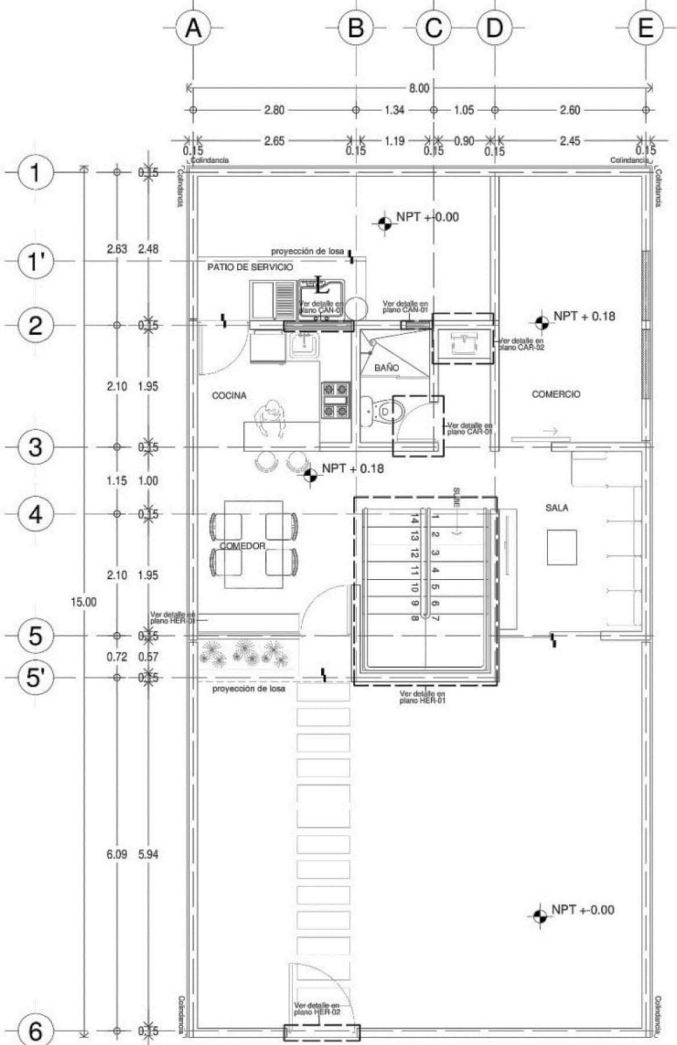 A B C D E
8.00
2.80 1.34 1.05 2.60
2.65 1.19 0.90 2.45
0.15 0.15 0.15 0.15 0.15
Colindancia Colindancia
Colindancia Colindancia
1 0.15
NPT +-0.00
2.63 2.48
1' proyección de losa
PATIO DE SERVICIO
L
Ver detalle en
plano CAN-01
Ver detalle en
plano CAN-01
2 0.15
NPT + 0.18
Ver detalle en
plano CAR-02
BAÑO
2.10 1.95
COCINA COMERCIO
Ver detalle en
plano CAR-01
3 0.15
NPT + 0.18
1.15 1.00
SUBE
SALA
4 0.15
14 1
13 2
12 3
11 4
10 5
9 6
8 7
COMEDOR
2.10 1.95
15.00
Ver detalle en
plano HER-01
5 0.15
0.72 0.57
5' 0.15
proyección de losa
Ver detalle en
plano HER-01
6.09 5.94
NPT +-0.00
Ver detalle en
plano HER-02
Colindancia Colindancia
6 0.15